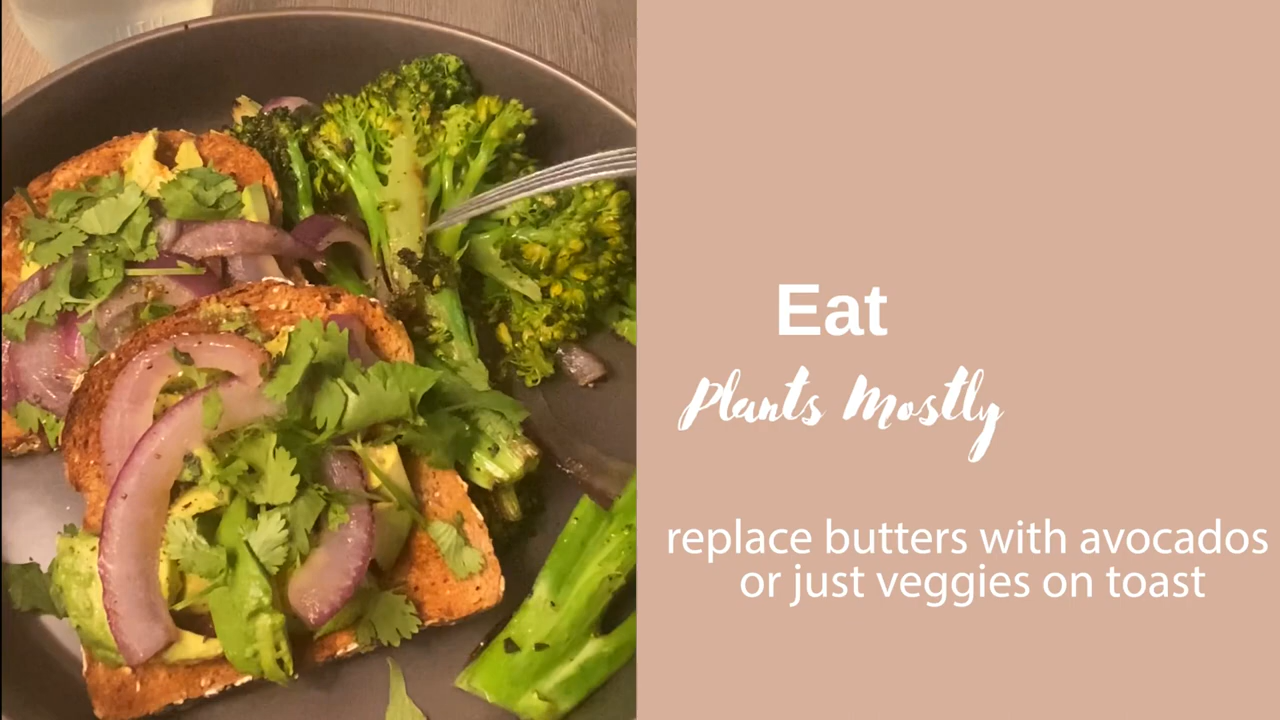 Eat
Plants Mostly
replace butters with avocados
or just veggies on toast